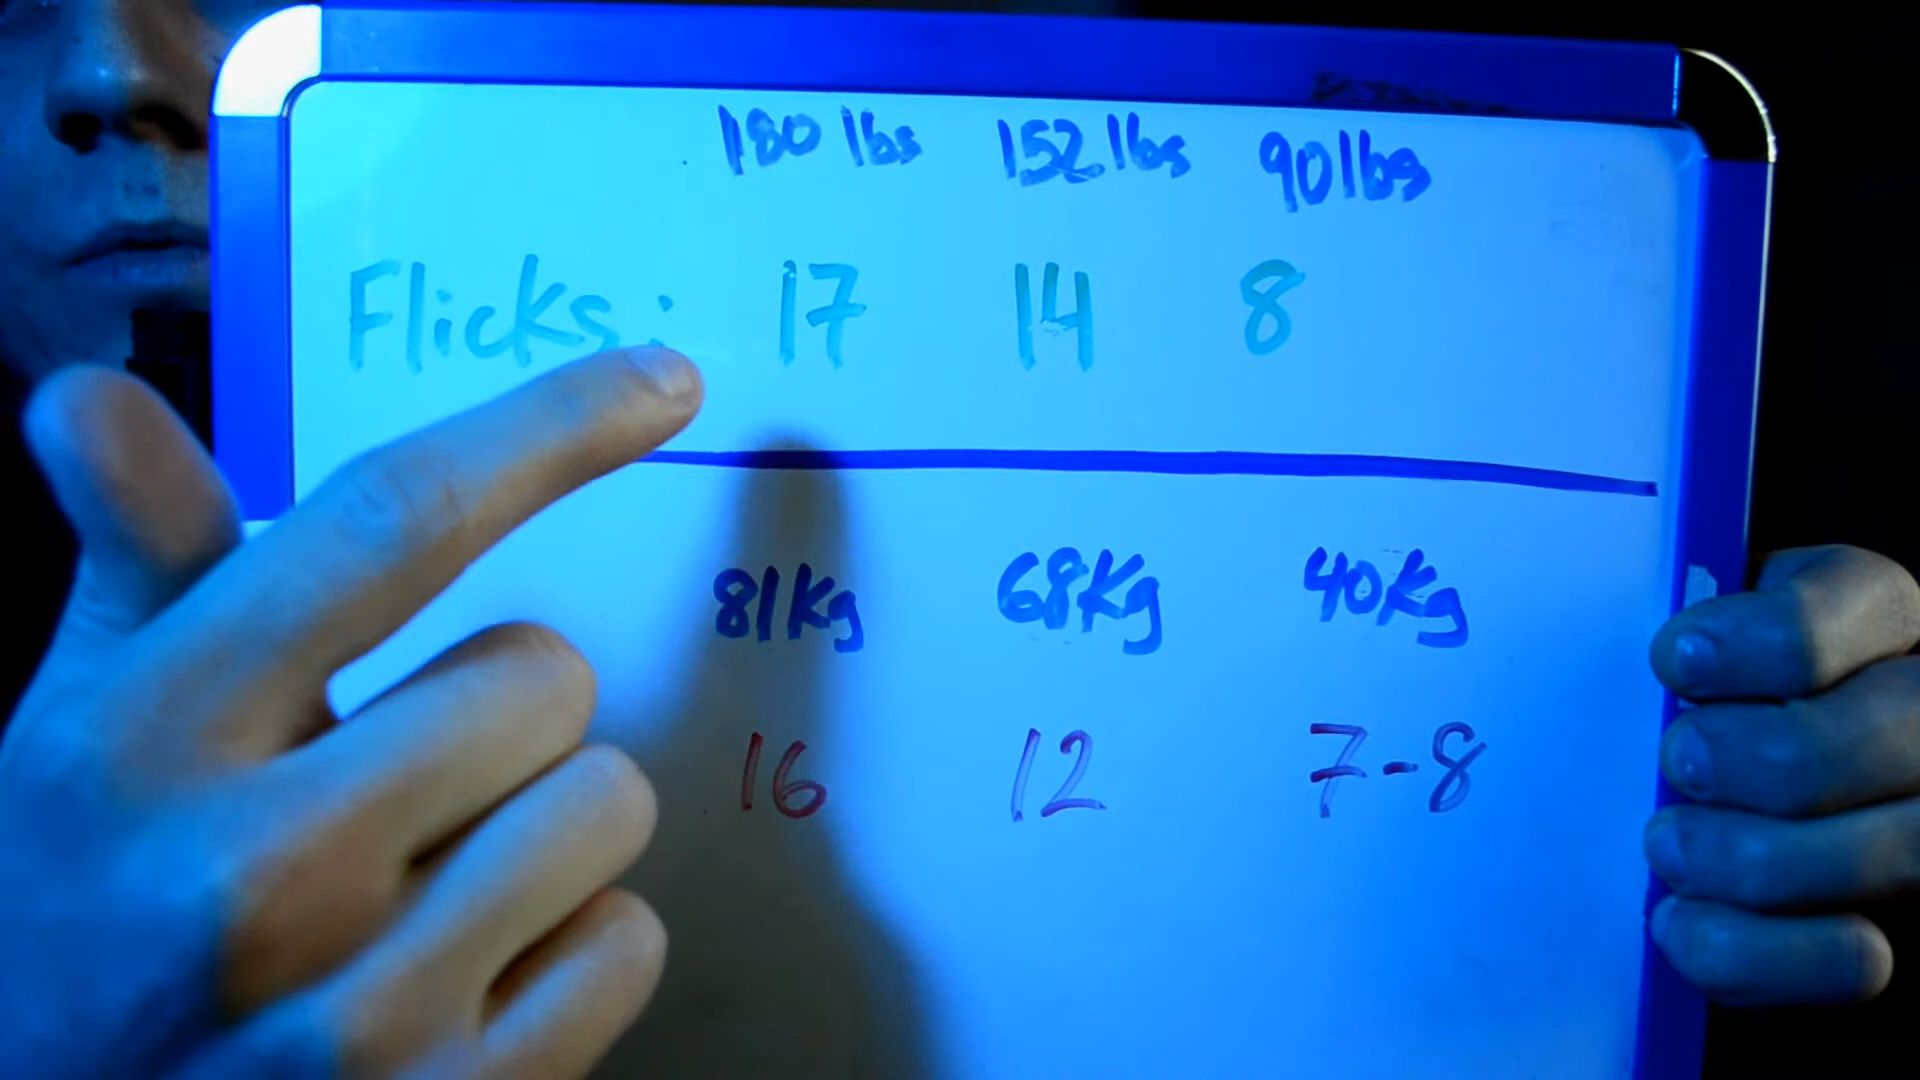 180 lbs 152 lbs 90 lbs
Flicks: 17 14 8
81Kg 68Kg 40Kg
16 12 7-8